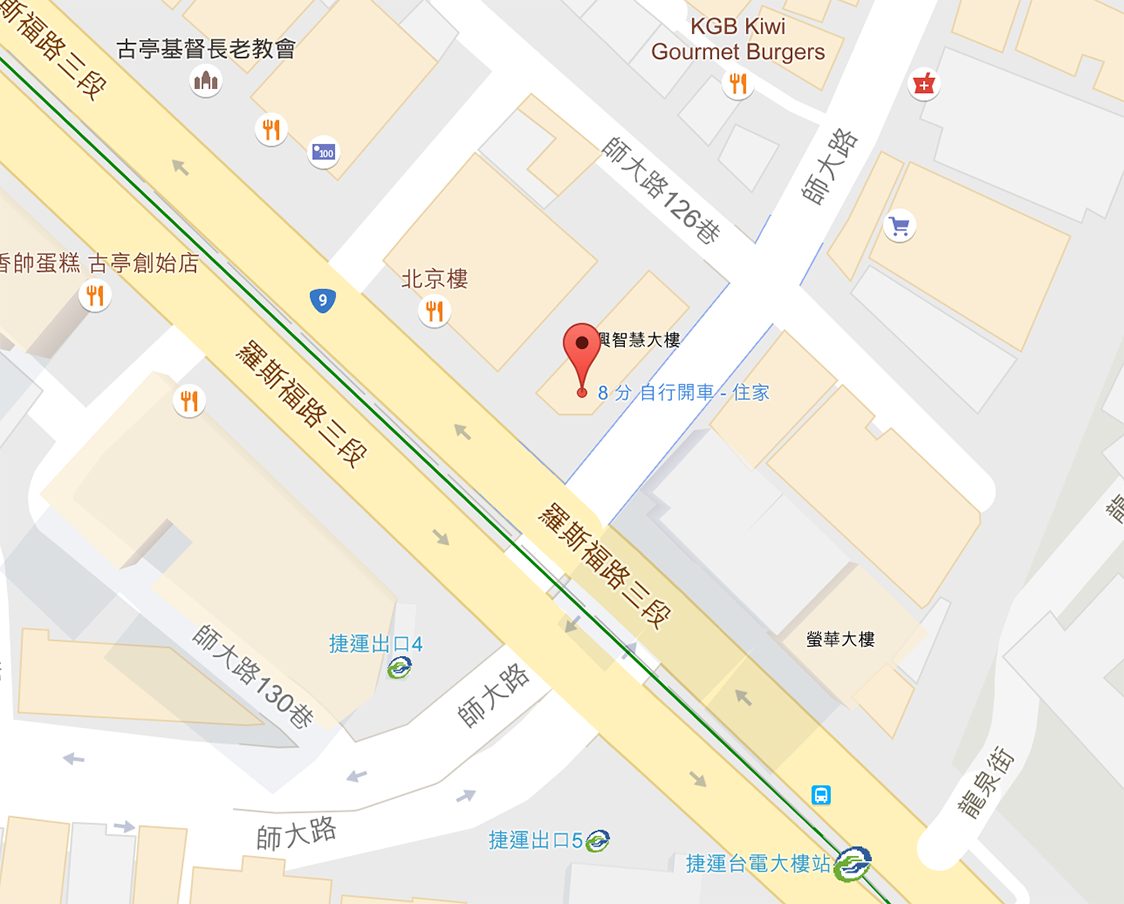 羅斯福路三段
古亭基督長老教會
KGB Kiwi
Gourmet Burgers
100
師大路
師大路126巷
香帥蛋糕 古亭創始店
北京樓
9
興智慧大樓
羅斯福路三段
8 分 自行開車 - 住家
羅斯福路三段
龍
捷運出口4
師大路130巷
師大路
螢華大樓
龍泉街
師大路
捷運出口5
捷運台電大樓站